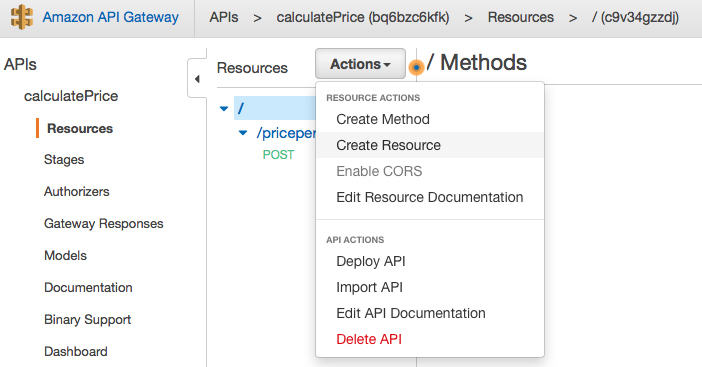 Amazon API Gateway APIs > calculatePrice (bq6bzc6kfk) > Resources > / (c9v34gzzdj)
APIs
calculatePrice
Resources
Stages
Authorizers
Gateway Responses
Models
Documentation
Binary Support
Dashboard
Resources Actions / Methods
/
/priceper
POST
RESOURCE ACTIONS
Create Method
Create Resource
Enable CORS
Edit Resource Documentation
API ACTIONS
Deploy API
Import API
Edit API Documentation
Delete API